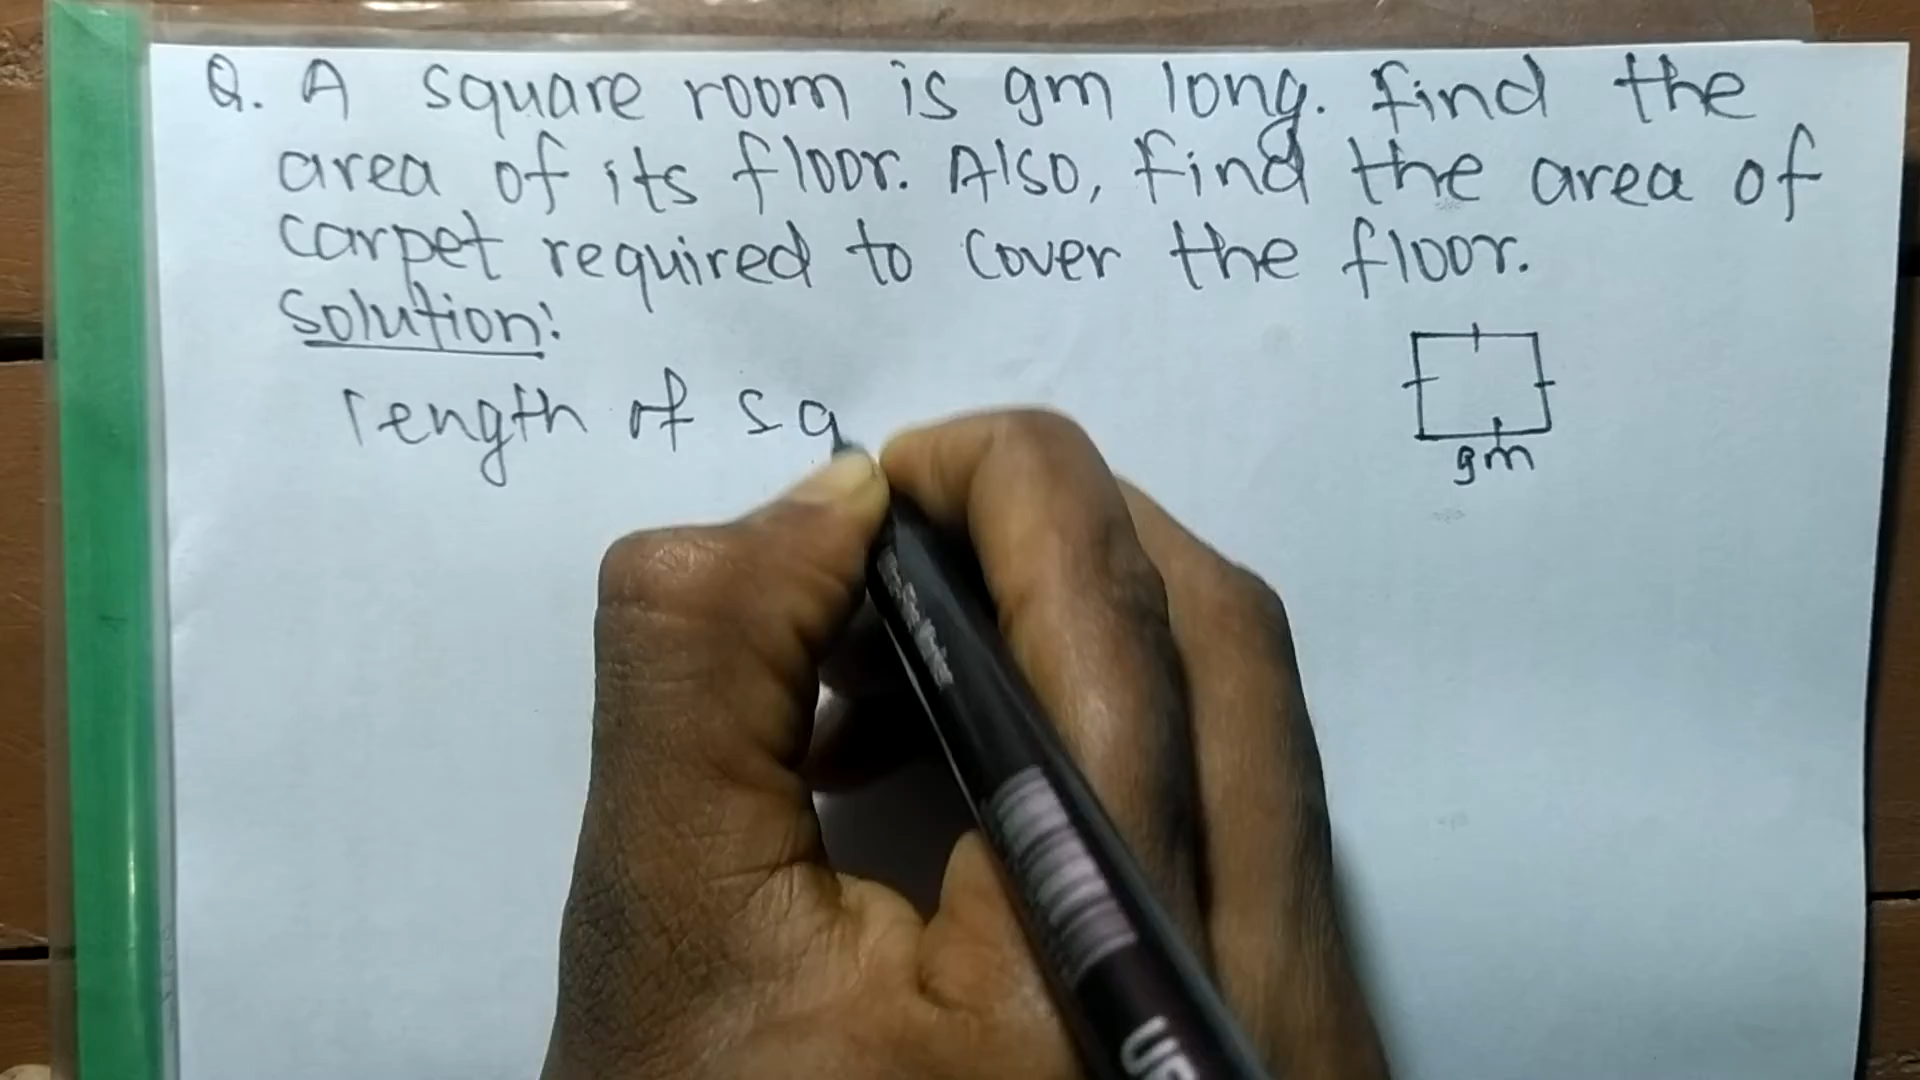 Q. A square room is 9m long. Find the
area of its floor. Also, find the area of
carpet required to cover the floor.
Solution:
length of sq
9m